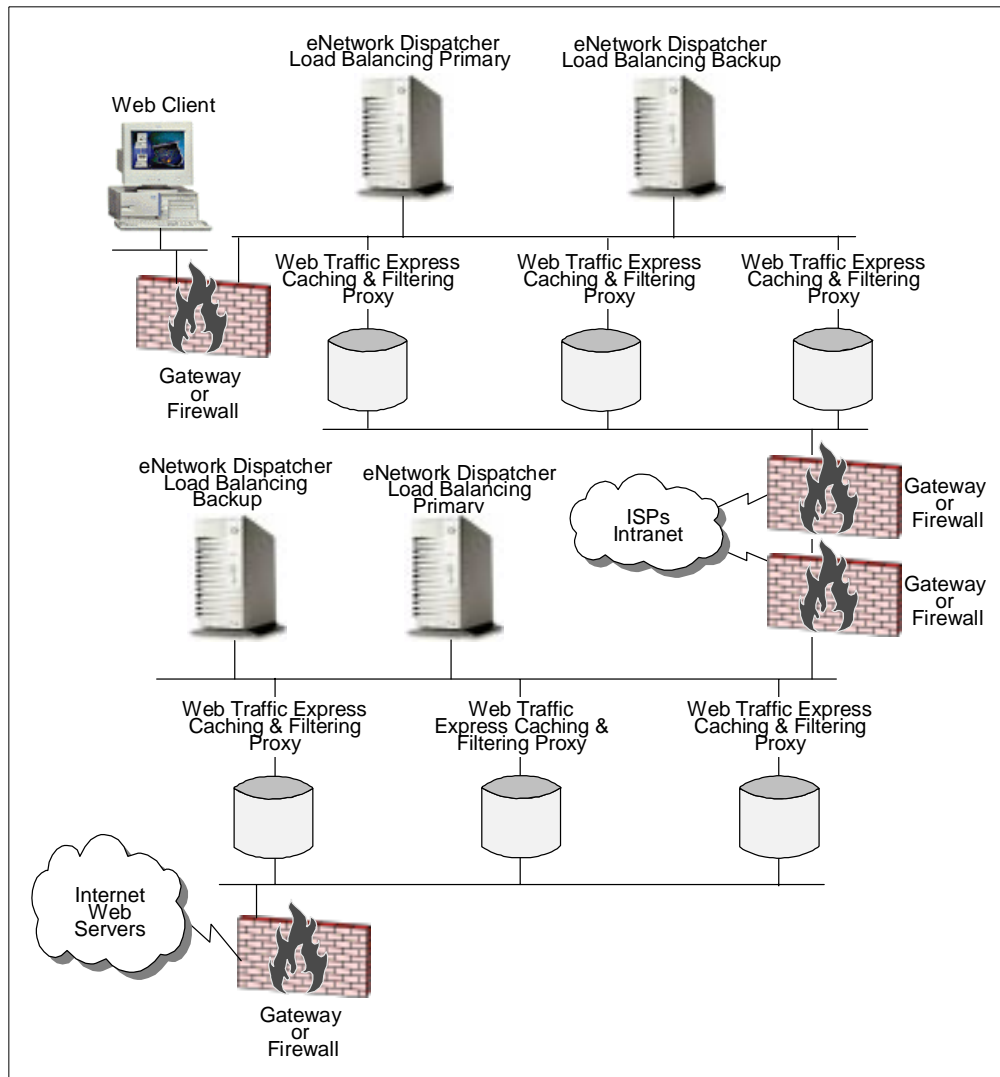 eNetwork Dispatcher
Load Balancing Primary
eNetwork Dispatcher
Load Balancing Backup
Web Client
Web Traffic Express
Caching & Filtering
Proxy
Web Traffic Express
Caching & Filtering
Proxy
Web Traffic Express
Caching & Filtering
Proxy
Gateway
or
Firewall
eNetwork Dispatcher
Load Balancing
Backup
eNetwork Dispatcher
Load Balancing
Primary
ISPs
Intranet
Gateway
or
Firewall
Gateway
or
Firewall
Web Traffic Express
Caching & Filtering
Proxy
Web Traffic
Express Caching &
Filtering Proxy
Web Traffic Express
Caching & Filtering
Proxy
Internet
Web
Servers
Gateway
or
Firewall